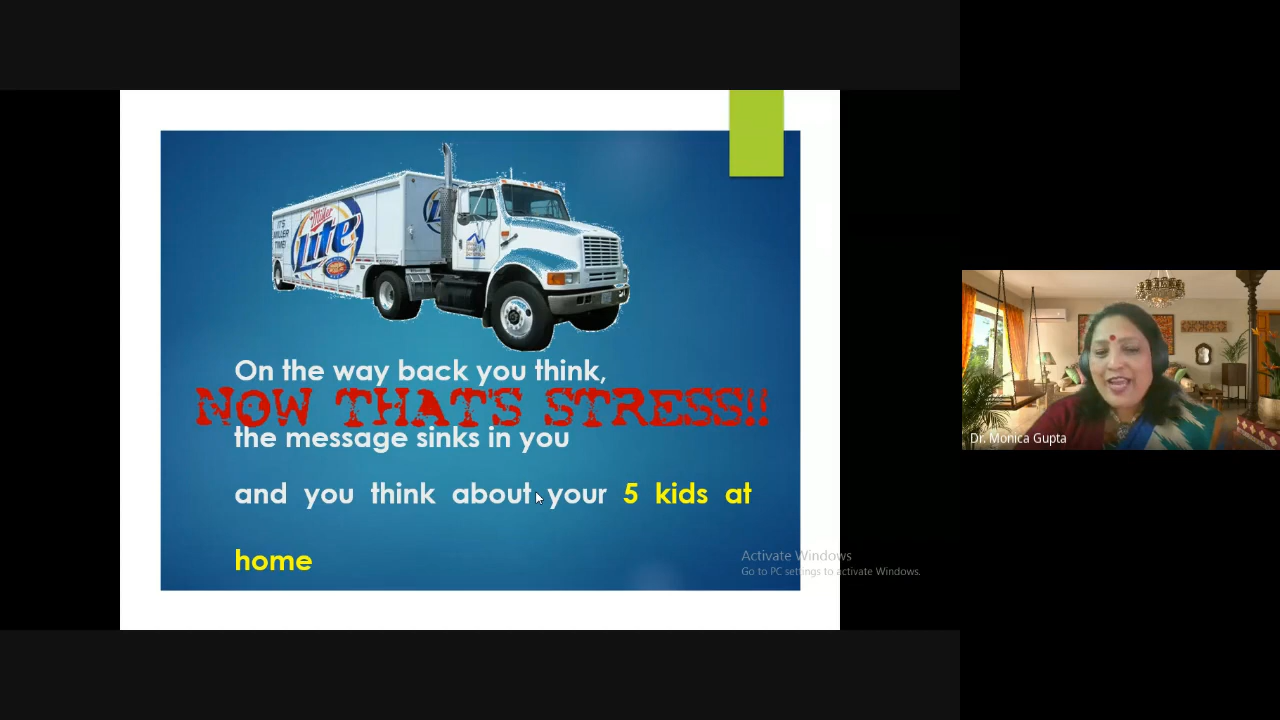 IT'S
MILLER
TIME!
Miller
Lite
On the way back you think,
NOW THAT'S STRESS!!
the message sinks in you
and you think about your 5 kids at
home
Activate Windows
Go to PC settings to activate Windows.
Dr. Monica Gupta